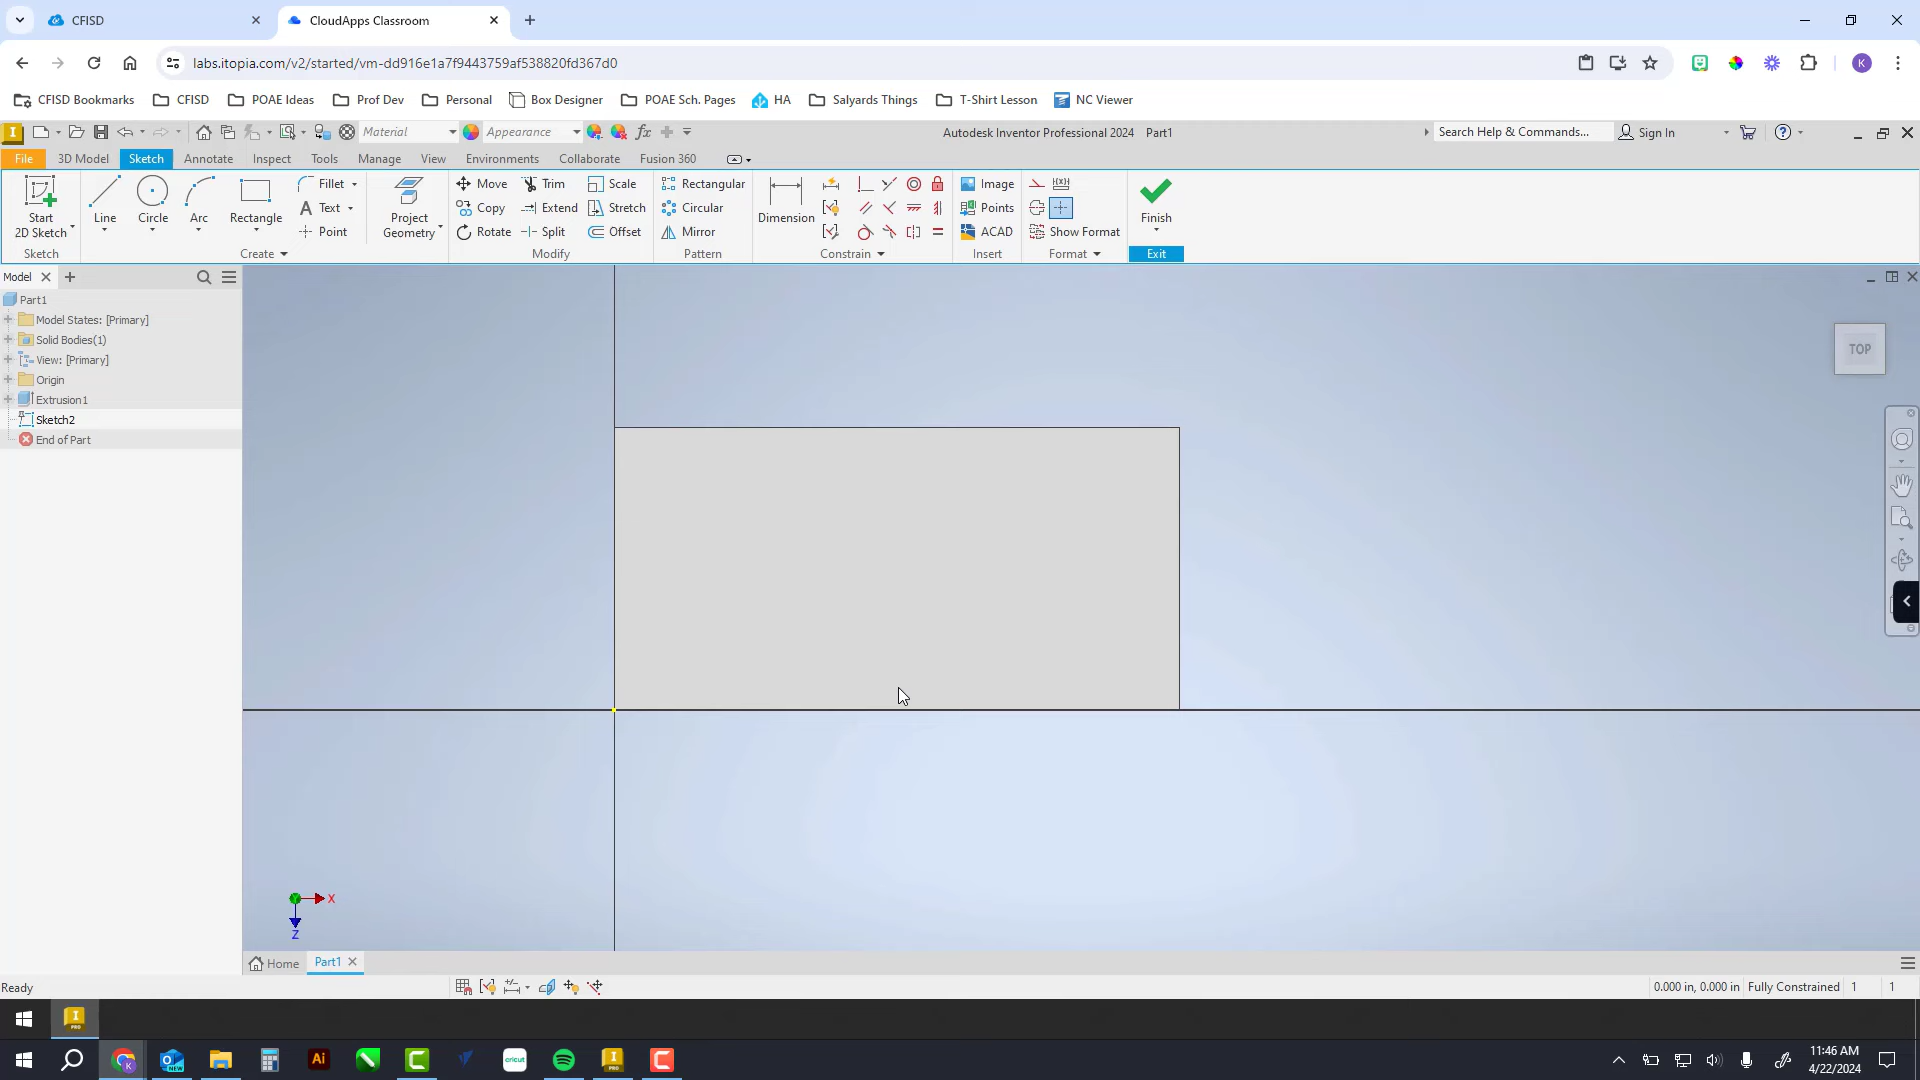 CFISD
CloudApps Classroom
labs.itopia.com/v2/started/vm-dd916e1a7f9443759af538820fd367d0
K
CFISD Bookmarks
CFISD
POAE Ideas
Prof Dev
Personal
Box Designer
POAE Sch. Pages
HA
Salyards Things
T-Shirt Lesson
NC Viewer
Material
Appearance
fx
Autodesk Inventor Professional 2024 Part1
Search Help & Commands...
Sign In
File
3D Model
Sketch
Annotate
Inspect
Tools
Manage
View
Environments
Collaborate
Fusion 360
Start
2D Sketch
Line
Circle
Arc
Rectangle
Fillet
Text
Point
Project
Geometry
Move
Copy
Rotate
Trim
Extend
Split
Scale
Stretch
Offset
Rectangular
Circular
Mirror
Dimension
Image
Points
ACAD
Show Format
Finish
Sketch
Create
Modify
Pattern
Constrain
Insert
Format
Exit
Model
Part1
Model States: [Primary]
Solid Bodies(1)
View: [Primary]
Origin
Extrusion1
Sketch2
End of Part
TOP
X
Z
Home
Part1
Ready
0.000 in, 0.000 in
Fully Constrained
1
1
11:46 AM
4/22/2024